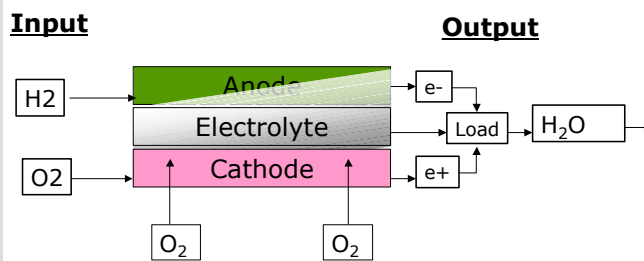 Input
Output
Anode
e-
H2
Electrolyte
Load
H₂O
O2
Cathode
e+
O₂
O₂